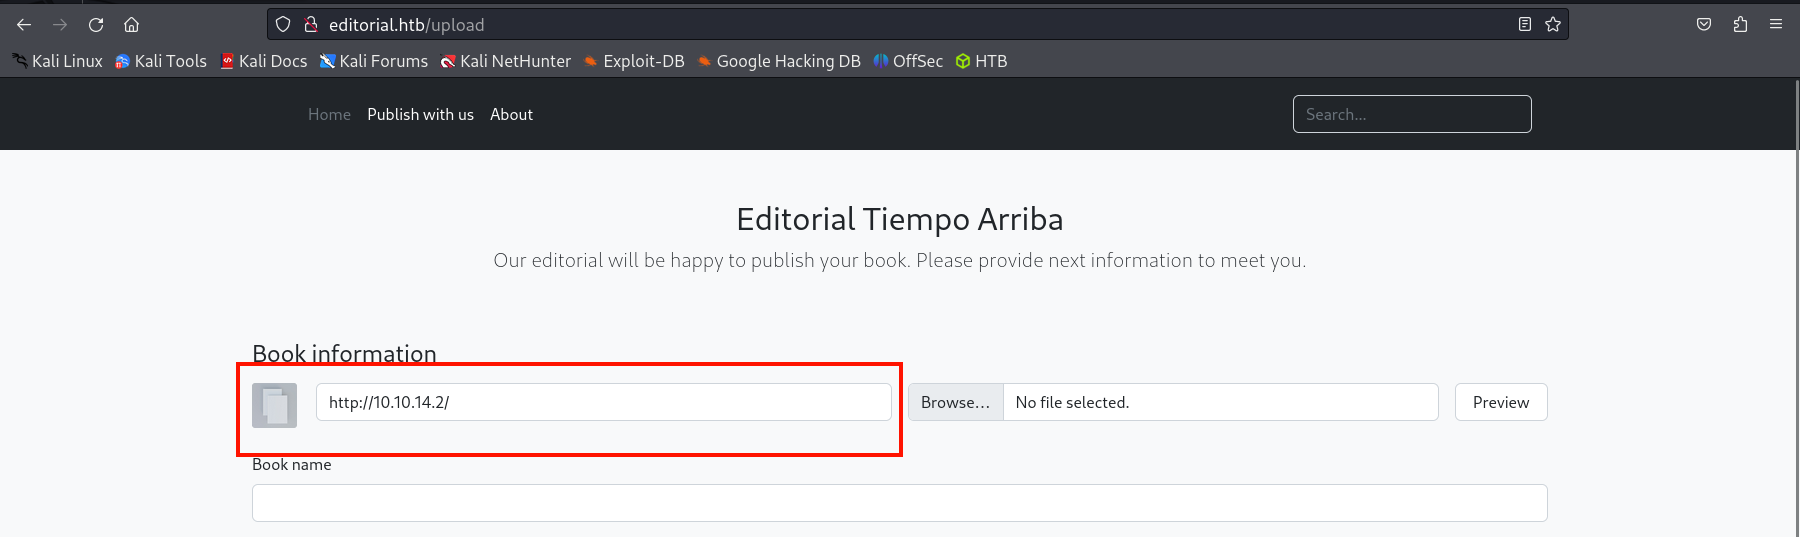 editorial.htb/upload
Kali Linux Kali Tools Kali Docs Kali Forums Kali NetHunter Exploit-DB Google Hacking DB OffSec HTB
Home Publish with us About Search...
Editorial Tiempo Arriba
Our editorial will be happy to publish your book. Please provide next information to meet you.
Book information
http://10.10.14.2/ Browse... No file selected. Preview
Book name